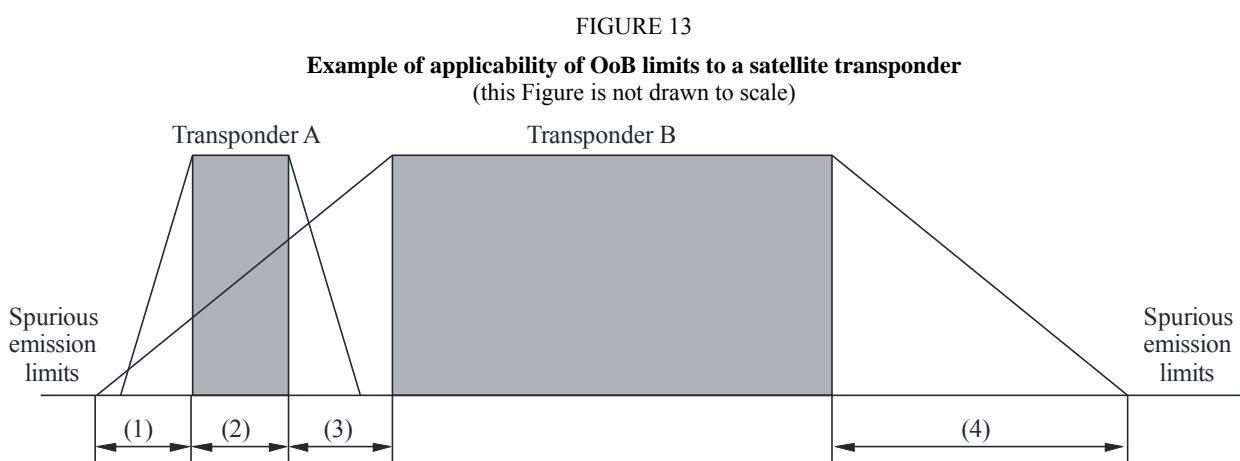 FIGURE 13
Example of applicability of OoB limits to a satellite transponder
(this Figure is not drawn to scale)
Transponder A
Transponder B
Spurious
emission
limits
Spurious
emission
limits
(1)
(2)
(3)
(4)